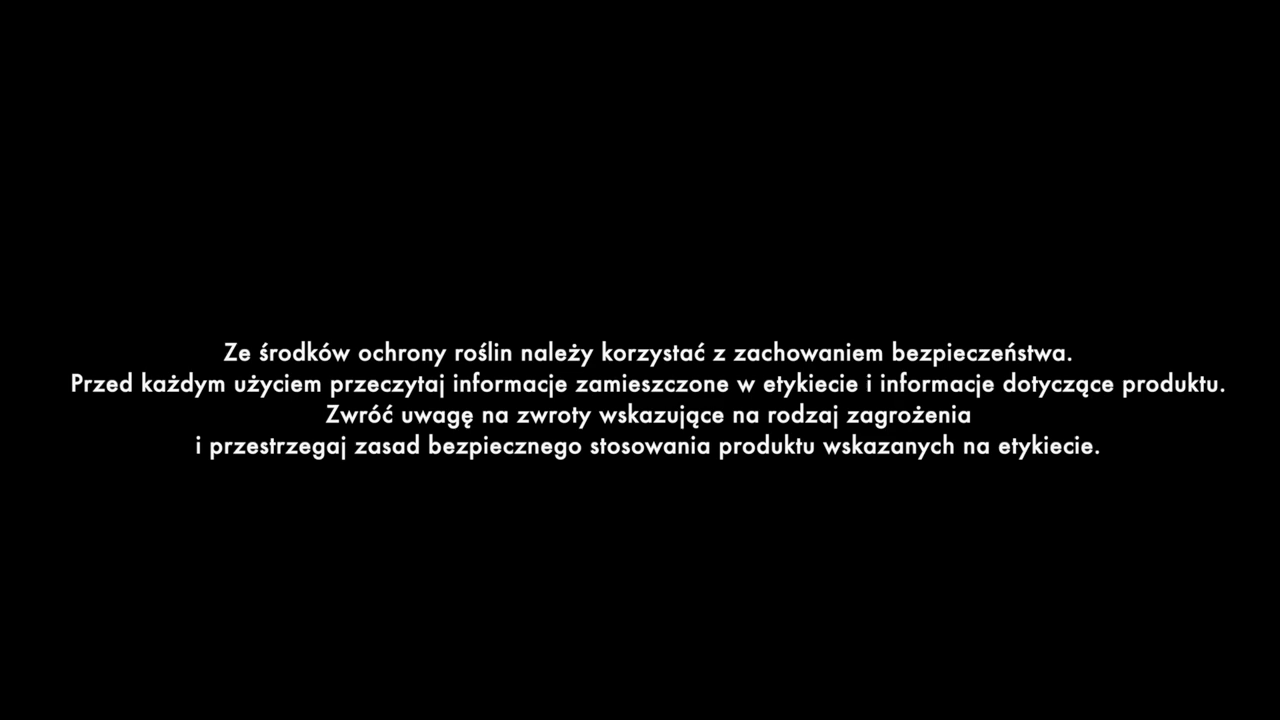 Ze środków ochrony roślin należy korzystać z zachowaniem bezpieczeństwa.
Przed każdym użyciem przeczytaj informacje zamieszczone w etykiecie i informacje dotyczące produktu.
Zwróć uwagę na zwroty wskazujące na rodzaj zagrożenia
i przestrzegaj zasad bezpiecznego stosowania produktu wskazanych na etykiecie.